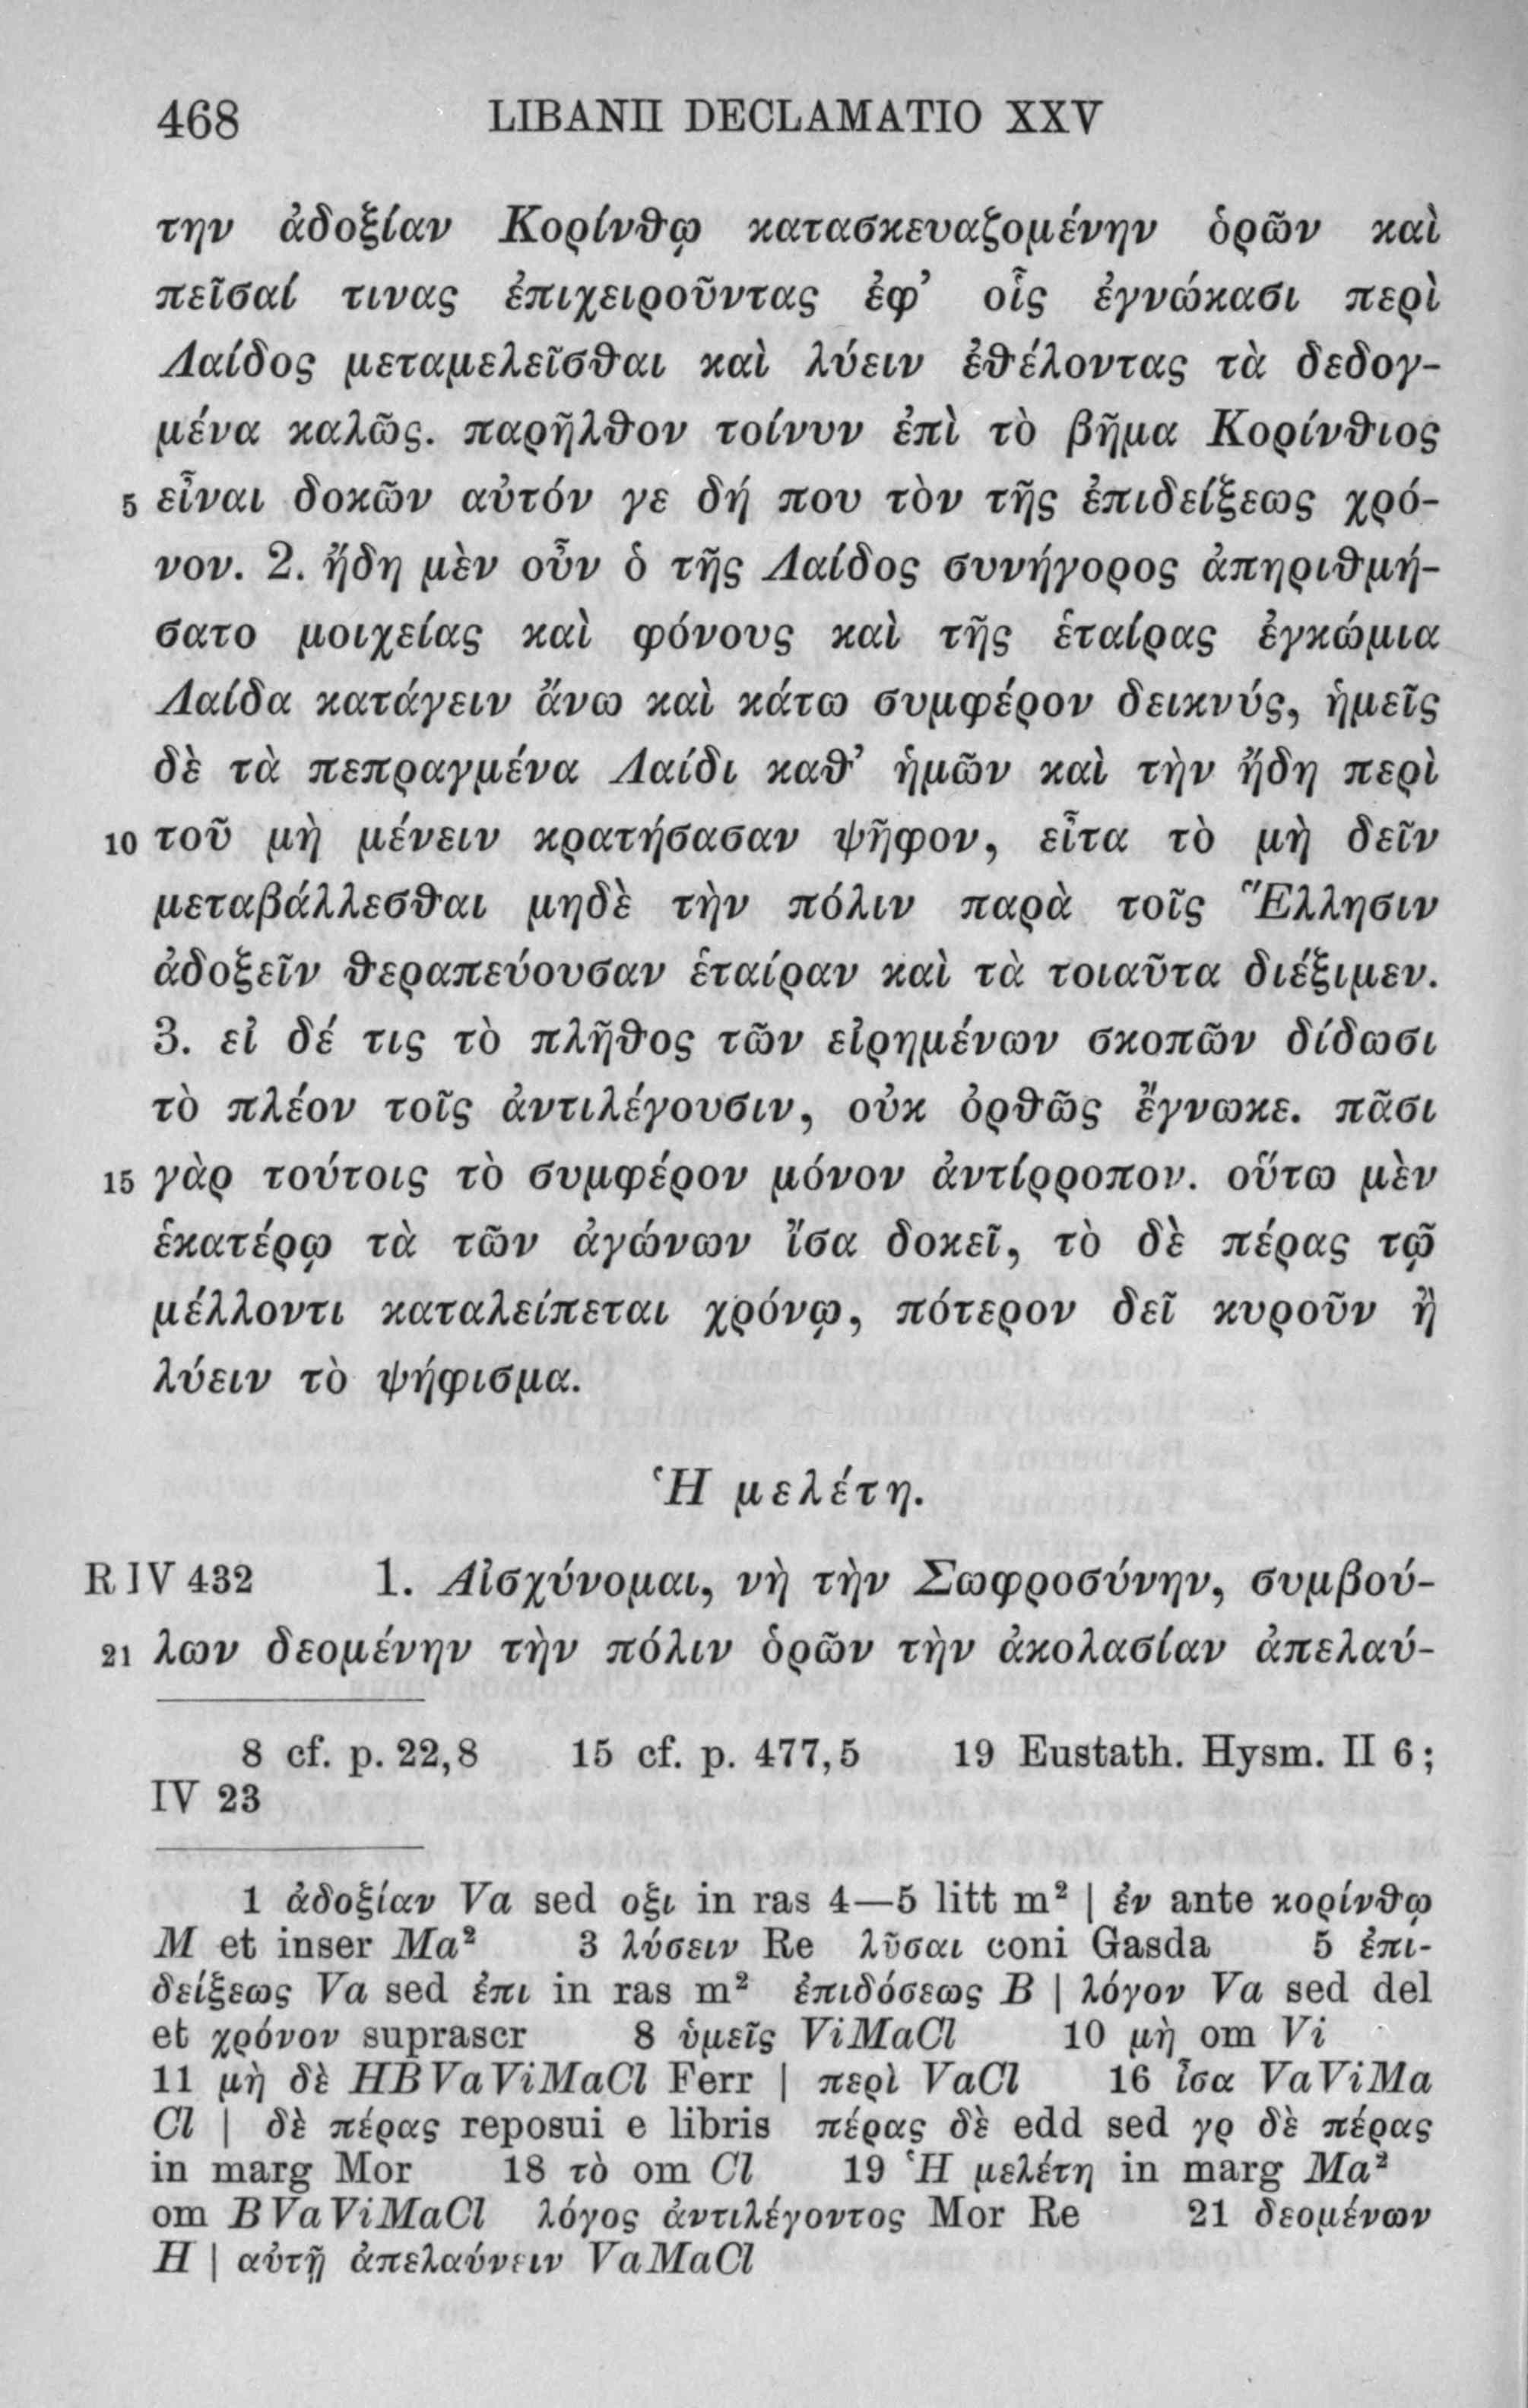 468 LIBANII DECLAMATIO XXV
την ἀδοξίαν Κορίνθῳ κατασκευαζομένην ὁρῶν καὶ
πεῖσαί τινας ἐπιχειροῦντας ἐφ’ οἷς ἐγνώκασι περὶ
Λαίδος μεταμελεῖσθαι καὶ λύειν ἐθέλοντας τὰ δεδογ-
μένα καλῶς. παρῆλθον τοίνυν ἐπὶ τὸ βῆμα Κορίνθιος
5 εἶναι δοκῶν αὐτόν γε δή που τὸν τῆς ἐπιδείξεως χρό-
νον. 2. ἤδη μὲν οὖν ὁ τῆς Λαίδος συνήγορος ἀπηριθμή-
σατο μοιχείας καὶ φόνους καὶ τῆς ἑταίρας ἐγκώμια
Λαίδα κατάγειν ἄνω καὶ κάτω συμφέρον δεικνύς, ἡμεῖς
δὲ τὰ πεπραγμένα Λαίδι καθ’ ἡμῶν καὶ τὴν ἤδη περὶ
10 τοῦ μὴ μένειν κρατήσασαν ψῆφον, εἶτα τὸ μὴ δεῖν
μεταβάλλεσθαι μηδὲ τὴν πόλιν παρὰ τοῖς Ἕλλησιν
ἀδοξεῖν θεραπεύουσαν ἑταίραν καὶ τὰ τοιαῦτα διέξιμεν.
3. εἰ δέ τις τὸ πλῆθος τῶν εἰρημένων σκοπῶν δίδωσι
τὸ πλέον τοῖς ἀντιλέγουσιν, οὐκ ὀρθῶς ἔγνωκε. πᾶσι
15 γὰρ τούτοις τὸ συμφέρον μόνον ἀντίρροπον. οὕτω μὲν
ἑκατέρῳ τὰ τῶν ἀγώνων ἴσα δοκεῖ, τὸ δὲ πέρας τῷ
μέλλοντι καταλείπεται χρόνῳ, πότερον δεῖ κυροῦν ἢ
λύειν τὸ ψήφισμα.
Ἡ μελέτη.
R IV 432 1. Αἰσχύνομαι, νὴ τὴν Σωφροσύνην, συμβού-
21 λων δεομένην τὴν πόλιν ὁρῶν τὴν ἀκολασίαν ἀπελαύ-
8 cf. p. 22,8 15 cf. p. 477,5 19 Eustath. Hysm. II 6;
IV 23
1 ἀδοξίαν Va sed οξι in ras 4—5 litt m² | ἐν ante κορίνθῳ
M et inser Ma² 3 λύσειν Re λῦσαι coni Gasda 5 ἐπι-
δείξεως Va sed ἐπι in ras m² ἐπιδόσεως B | λόγον Va sed del
et χρόνον suprascr 8 ὑμεῖς ViMaCl 10 μὴ om Vi
11 μὴ δὲ HBVaViMaCl Ferr | περὶ VaCl 16 ἶσα VaViMa
Cl | δὲ πέρας reposui e libris πέρας δὲ edd sed γρ δὲ πέρας
in marg Mor 18 τὸ om Cl 19 Ἡ μελέτη in marg Ma²
om BVaViMaCl λόγος ἀντιλέγοντος Mor Re 21 δεομένων
H | αὐτῇ ἀπελαύνειν VaMaCl